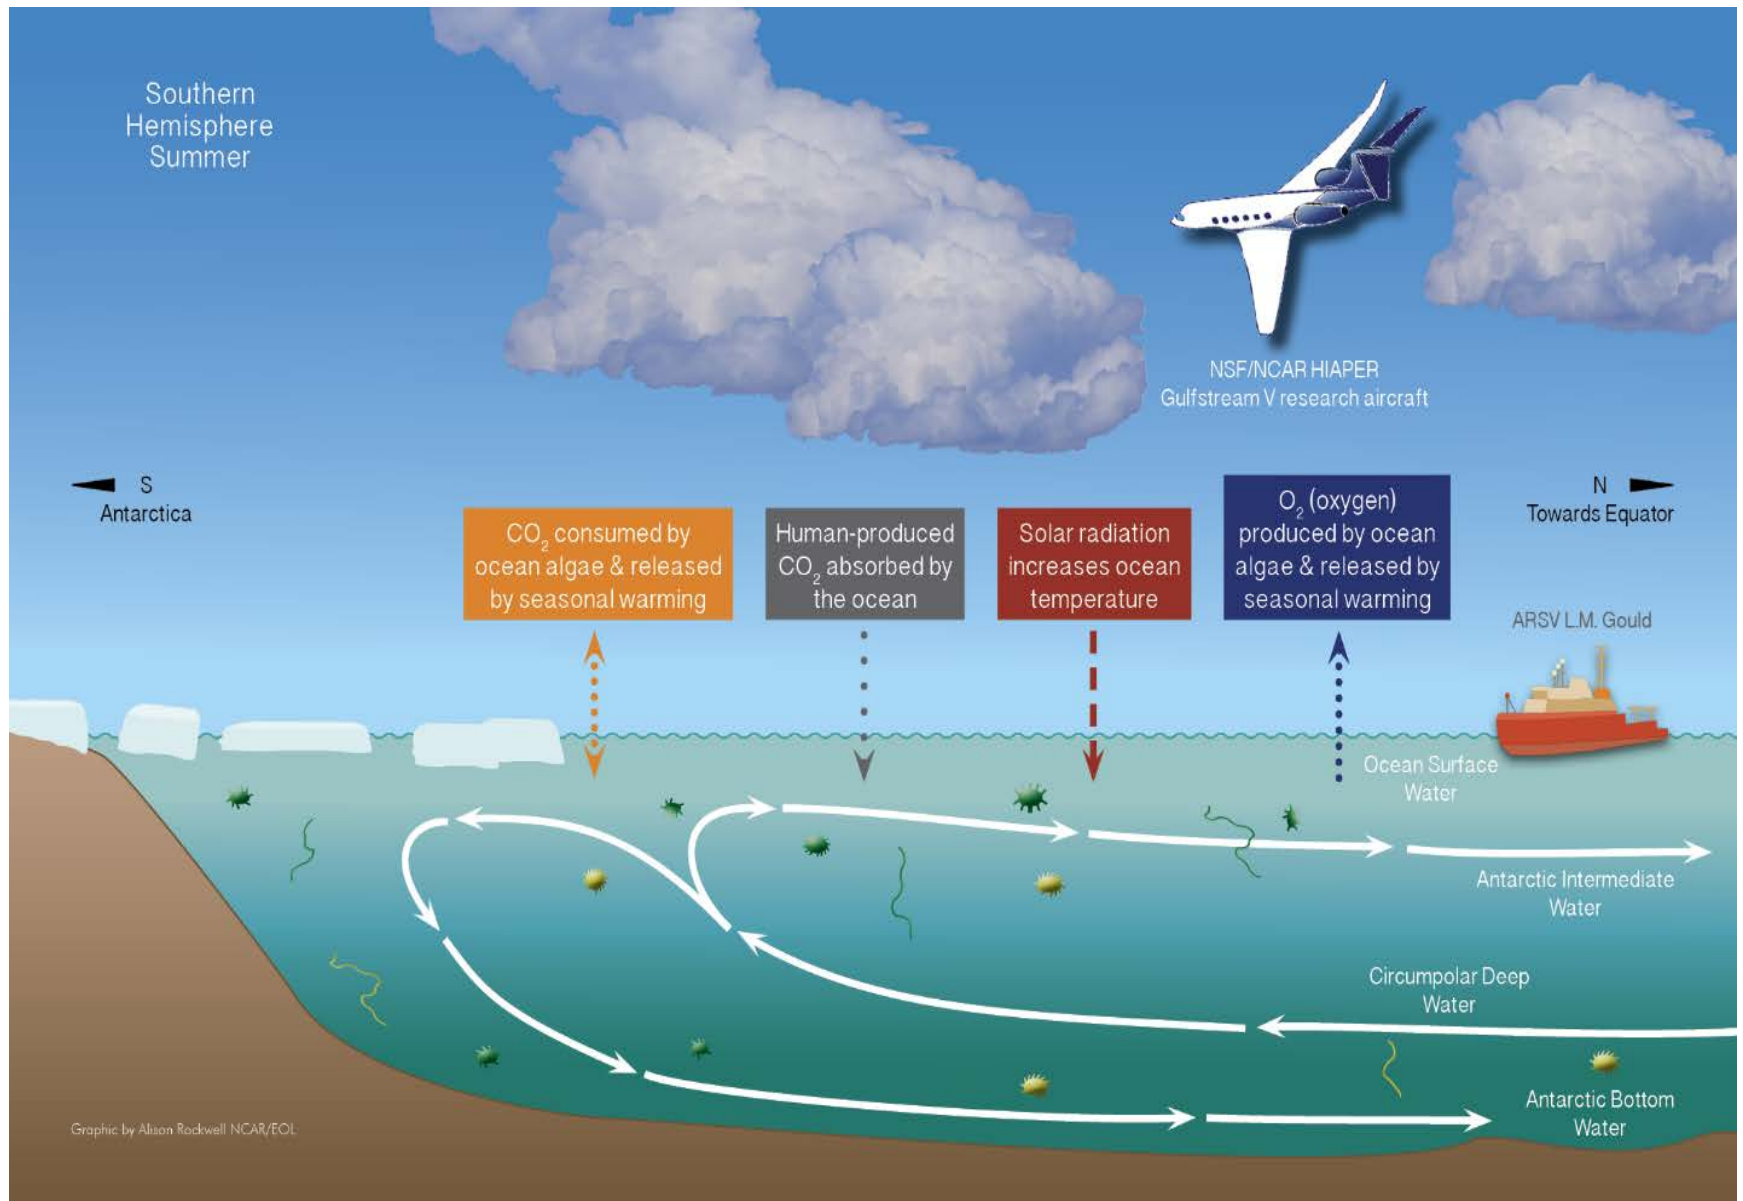 Southern
Hemisphere
Summer
NSF/NCAR HIAPER
Gulfstream V research aircraft
S
Antarctica
N
Towards Equator
CO₂ consumed by
ocean algae & released
by seasonal warming
Human-produced
CO₂ absorbed by
the ocean
Solar radiation
increases ocean
temperature
O₂ (oxygen)
produced by ocean
algae & released by
seasonal warming
ARSV L.M. Gould
Ocean Surface
Water
Antarctic Intermediate
Water
Circumpolar Deep
Water
Antarctic Bottom
Water
Graphic by Alison Rockwell NCAR/EOL